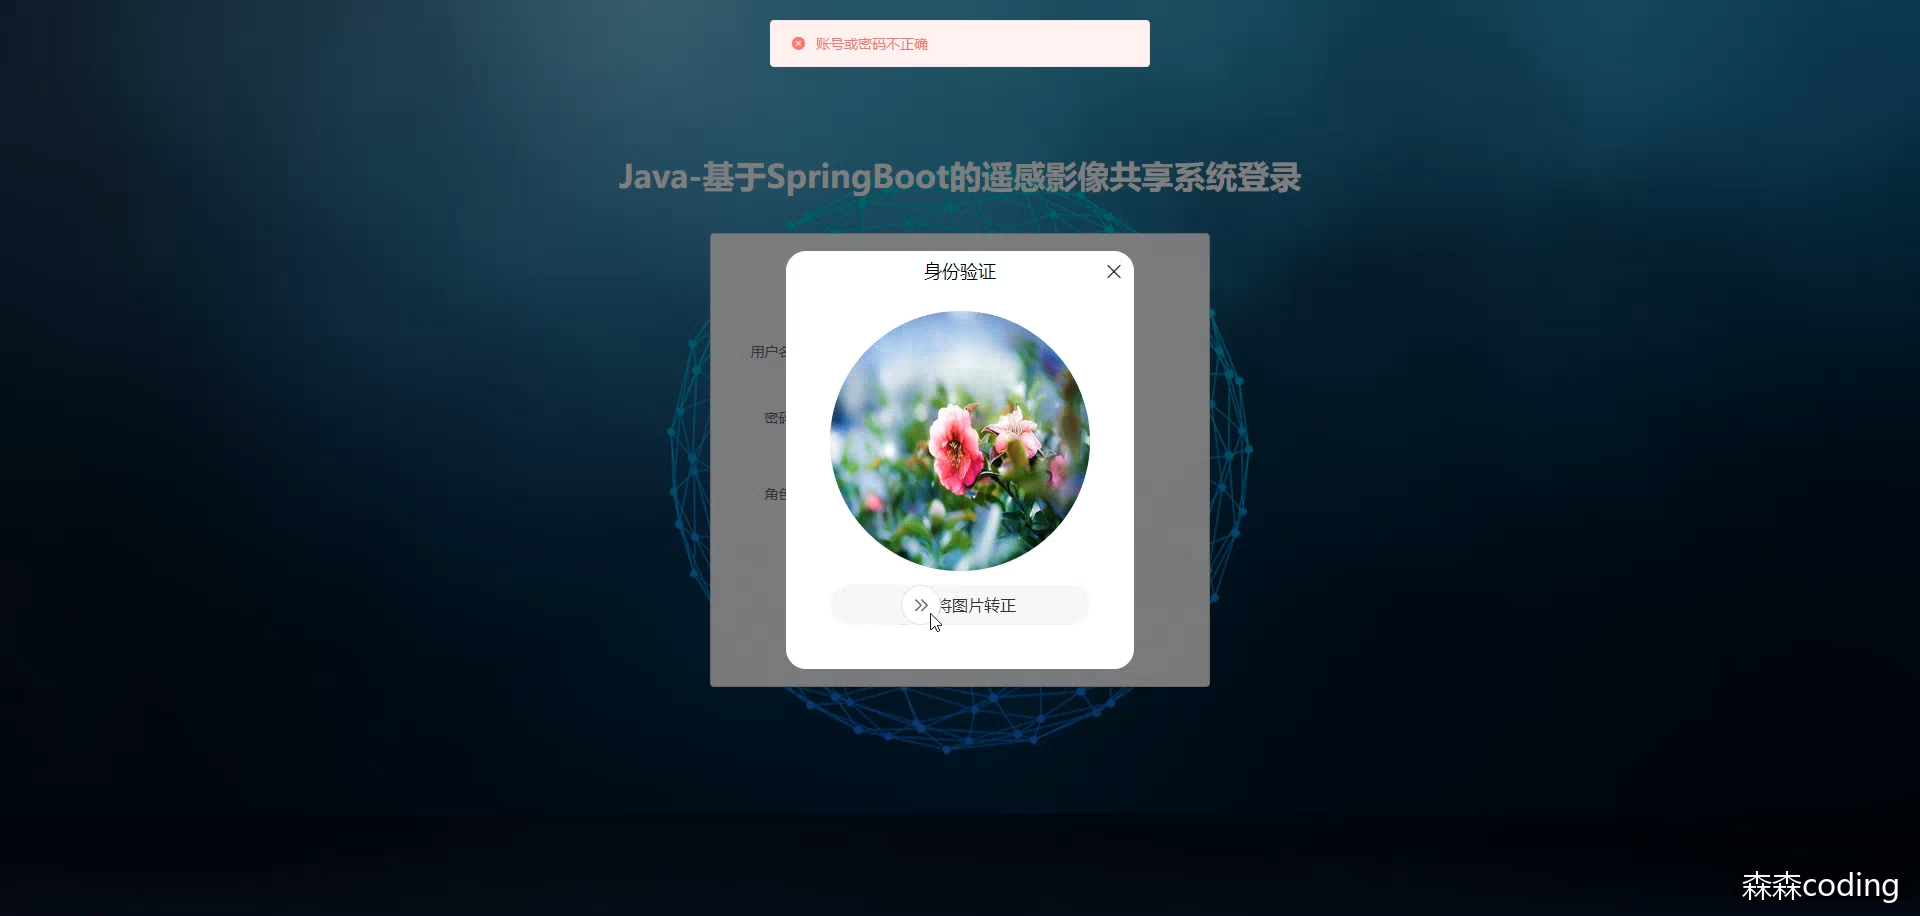 账号或密码不正确
Java-基于SpringBoot的遥感影像共享系统登录
身份验证
用户名
密码
角色
将图片转正
森森coding